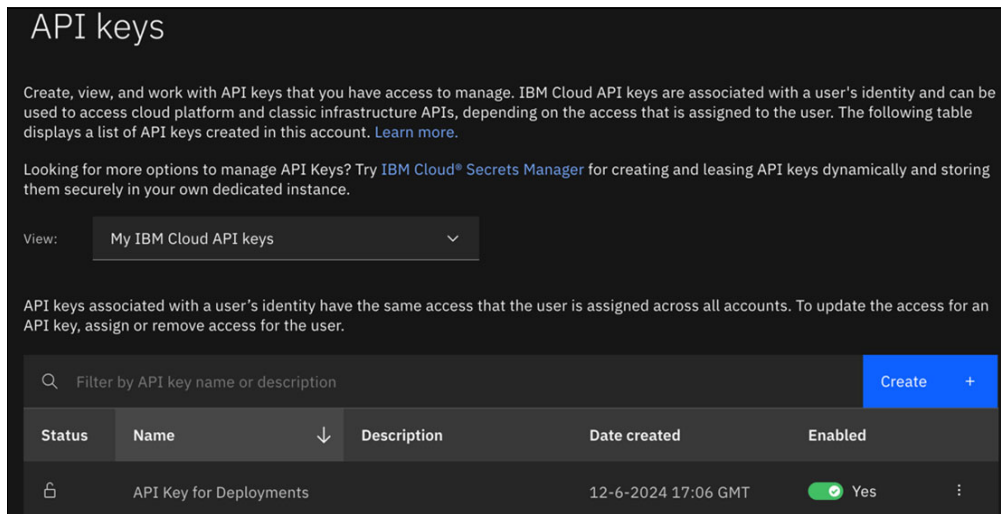 API keys
Create, view, and work with API keys that you have access to manage. IBM Cloud API keys are associated with a user's identity and can be
used to access cloud platform and classic infrastructure APIs, depending on the access that is assigned to the user. The following table
displays a list of API keys created in this account. Learn more.
Looking for more options to manage API Keys? Try IBM Cloud® Secrets Manager for creating and leasing API keys dynamically and storing
them securely in your own dedicated instance.
View: My IBM Cloud API keys
API keys associated with a user’s identity have the same access that the user is assigned across all accounts. To update the access for an
API key, assign or remove access for the user.
Filter by API key name or description Create +
Status Name Description Date created Enabled
API Key for Deployments 12-6-2024 17:06 GMT Yes